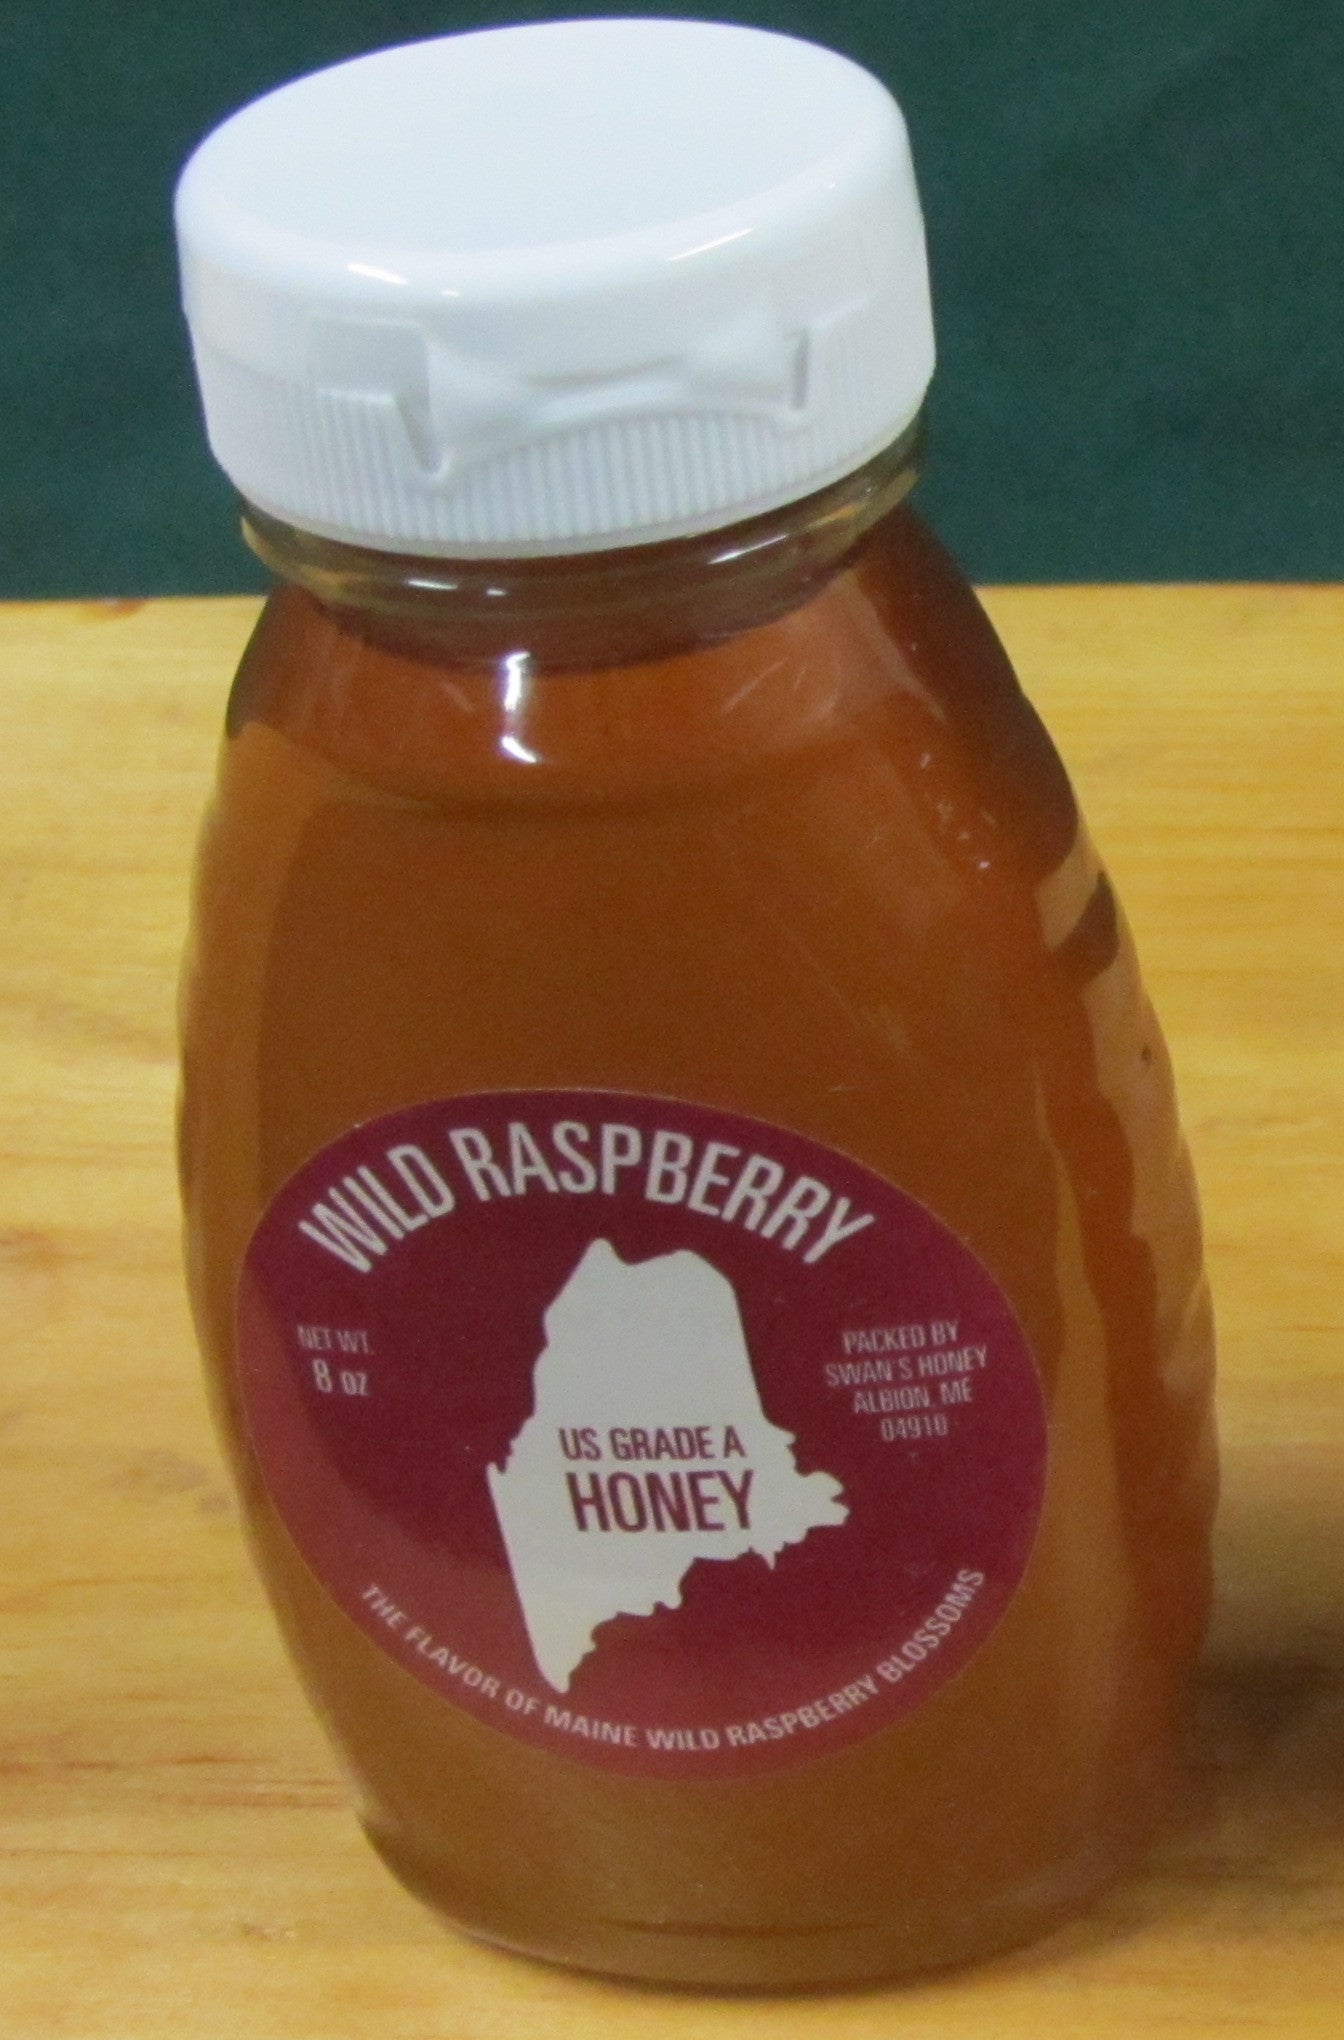 WILD RASPBERRY
NET WT.
8 oz
PACKED BY
SWAN'S HONEY
ALBION, ME
04910
US GRADE A
HONEY
THE FLAVOR OF MAINE WILD RASPBERRY BLOSSOMS